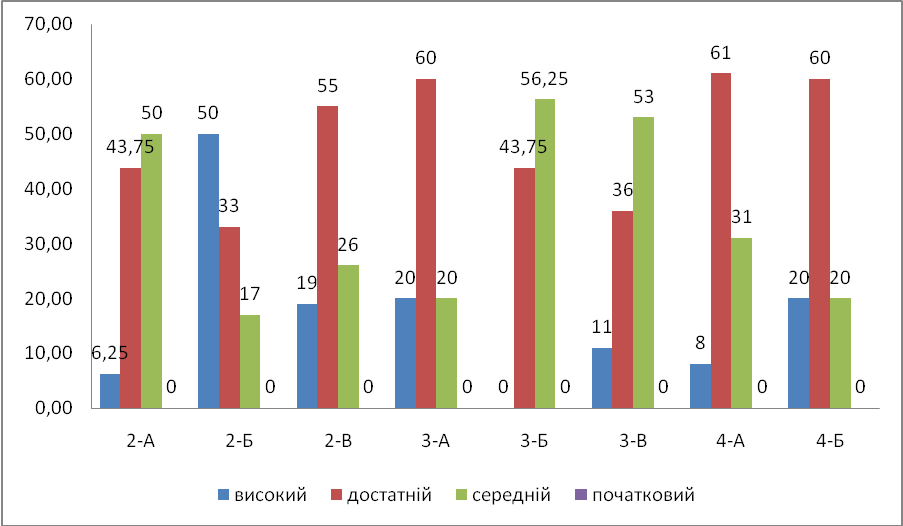 70,00
60,00
50,00
40,00
30,00
20,00
10,00
0,00
6,25 43,75 50 0
50 33 17 0
19 55 26 0
20 60 20 0
0 43,75 56,25 0
11 36 53 0
8 61 31 0
20 60 20 0
2-А 2-Б 2-В 3-А 3-Б 3-В 4-А 4-Б
високий достатній середній початковий